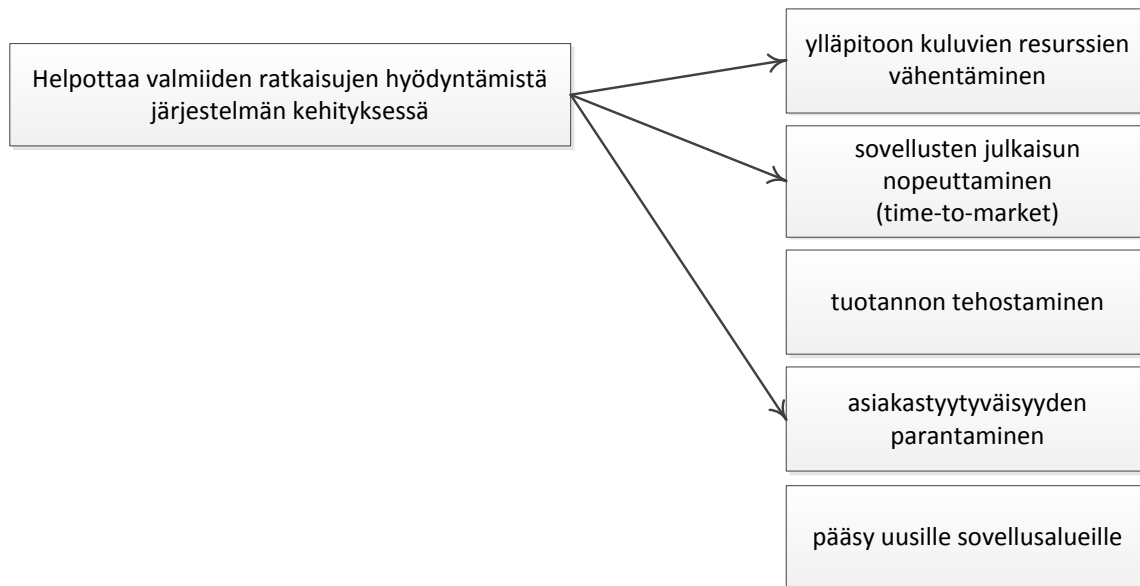 Helpottaa valmiiden ratkaisujen hyödyntämistä
järjestelmän kehityksessä
ylläpitoon kuluvien resurssien
vähentäminen
sovellusten julkaisun
nopeuttaminen
(time-to-market)
tuotannon tehostaminen
asiakastyytyväisyyden
parantaminen
pääsy uusille sovellusalueille